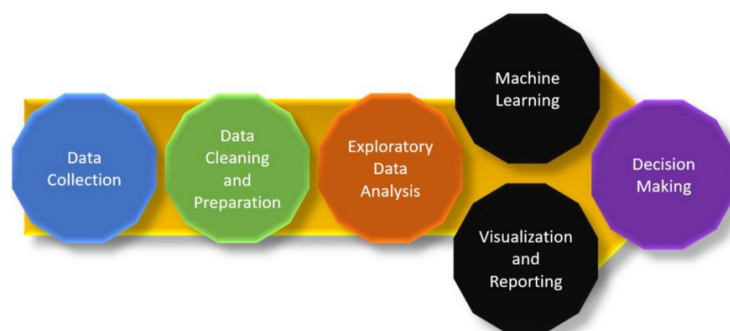 Data
Collection
Data
Cleaning
and
Preparation
Exploratory
Data
Analysis
Machine
Learning
Visualization
and
Reporting
Decision
Making